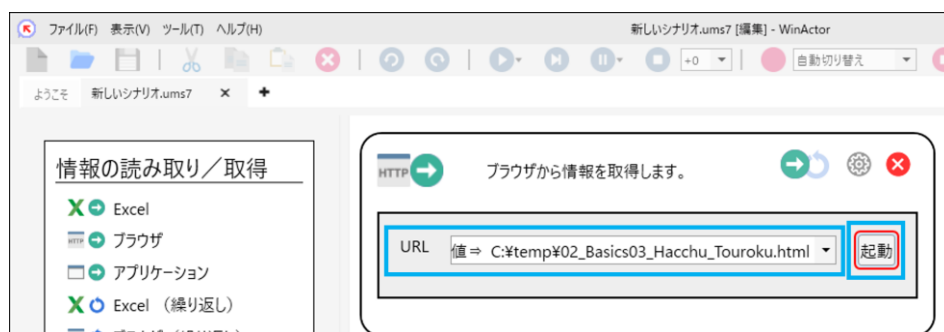 ファイル(F) 表示(V) ツール(T) ヘルプ(H) 新しいシナリオ.ums7 [編集] - WinActor
+0 自動切り替え
ようこそ 新しいシナリオ.ums7 × +
情報の読み取り／取得
HTTP ブラウザから情報を取得します。
X Excel
HTTP ブラウザ
アプリケーション
X Excel （繰り返し）
URL 値⇒ C:¥temp¥02_Basics03_Hacchu_Touroku.html 起動